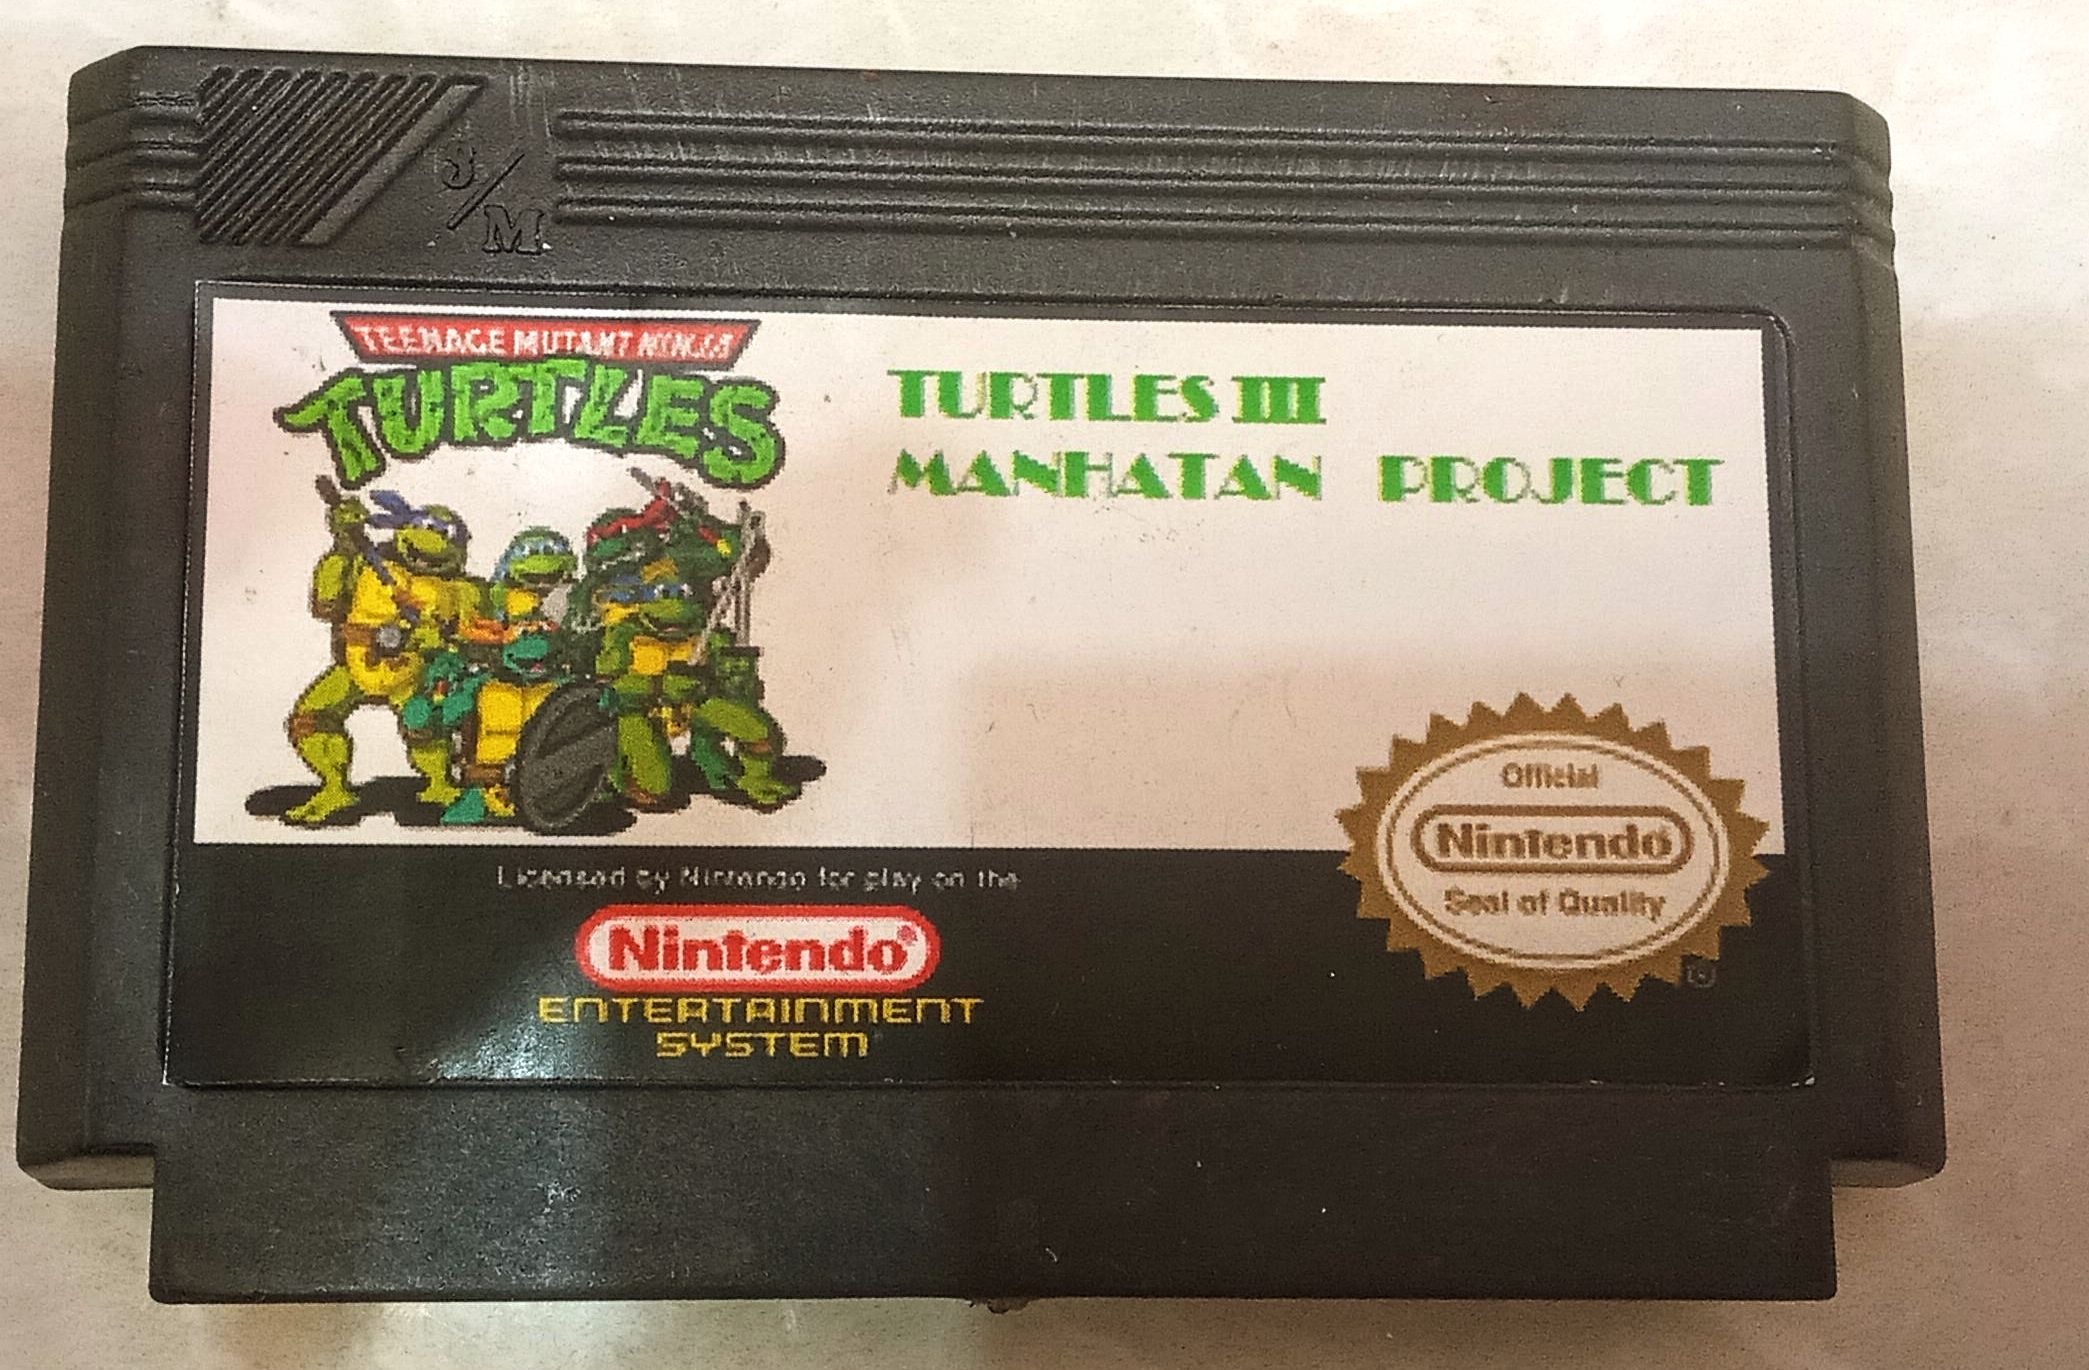 J/M
TEENAGE MUTANT NINJA
TURTLES
TURTLES III
MANHATAN PROJECT
Official
Nintendo
Seal of Quality
Licensed by Nintendo for play on the
Nintendo®
ENTERTAINMENT
SYSTEM